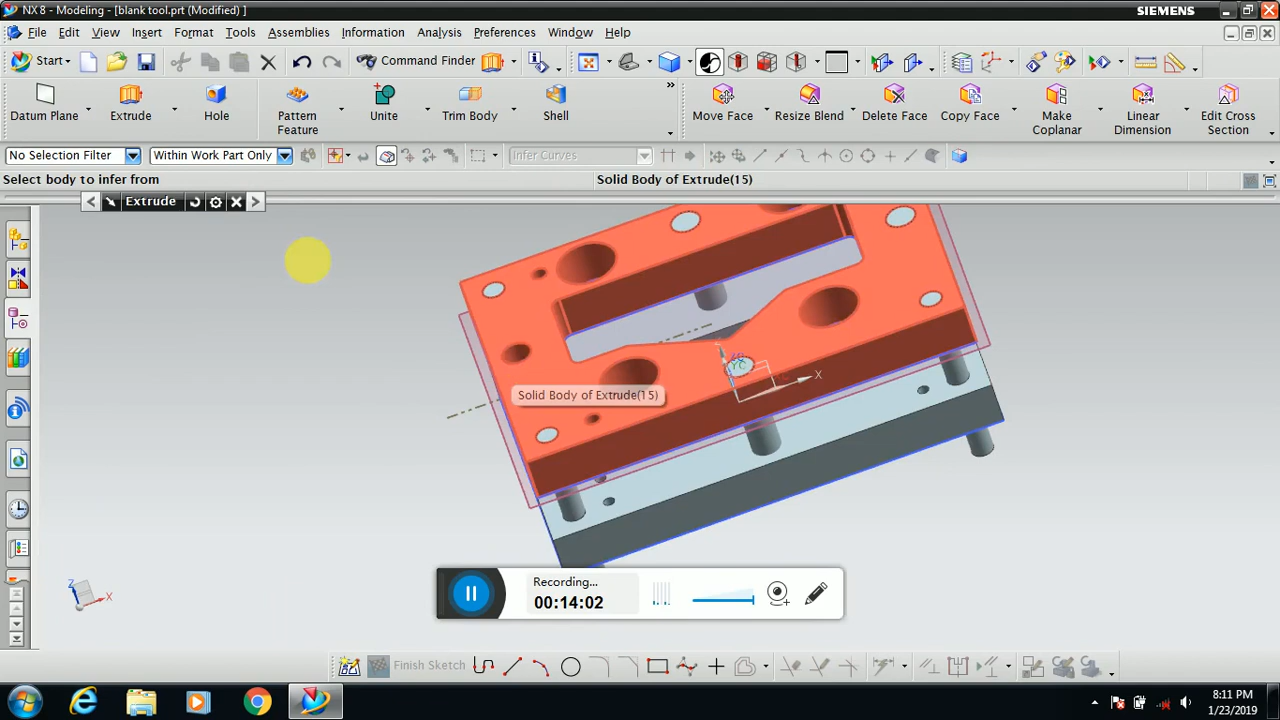 NX 8 - Modeling - [blank tool.prt (Modified) ]
SIEMENS
File Edit View Insert Format Tools Assemblies Information Analysis Preferences Window Help
Start
Command Finder
Datum Plane
Extrude
Hole
Pattern Feature
Unite
Trim Body
Shell
Move Face
Resize Blend
Delete Face
Copy Face
Make Coplanar
Linear Dimension
Edit Cross Section
No Selection Filter
Within Work Part Only
Infer Curves
Select body to infer from
Solid Body of Extrude(15)
Extrude
X
YC
Solid Body of Extrude(15)
Z
X
Recording...
00:14:02
Finish Sketch
8:11 PM
1/23/2019